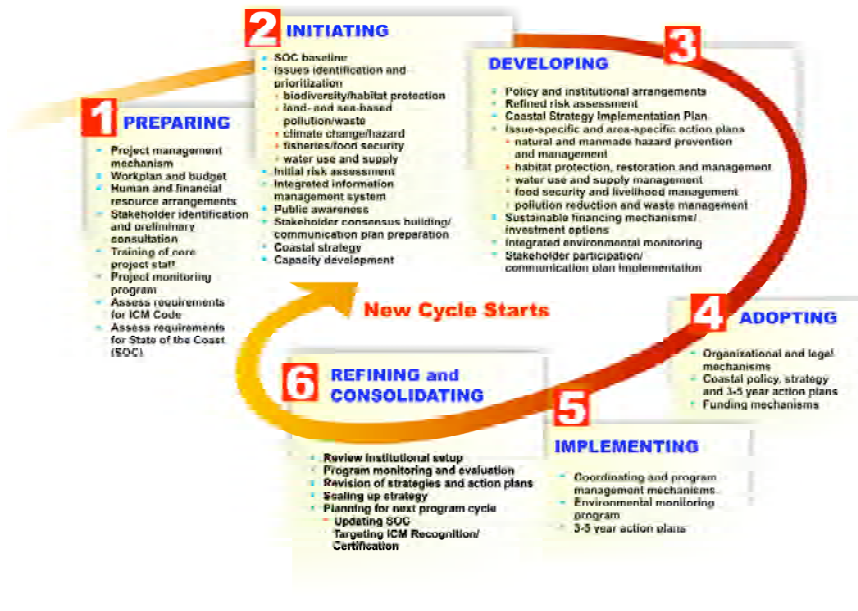 1
PREPARING
Project management
mechanism
Workplan and budget
Human and financial
resource arrangements
Stakeholder identification
and preliminary
consultation
Training of core
project staff
Project monitoring
program
Assess requirements
for ICM Code
Assess requirements
for State of the Coast
(SOC)
2
INITIATING
SOC baseline
Issues identification and
prioritization
biodiversity/habitat protection
land- and sea-based
pollution/waste
climate change/hazard
fisheries/food security
water use and supply
Initial risk assessment
Integrated information
management system
Public awareness
Stakeholder consensus building/
communication plan preparation
Coastal strategy
Capacity development
3
DEVELOPING
Policy and institutional arrangements
Refined risk assessment
Coastal Strategy Implementation Plan
Issue-specific and area-specific action plans
natural and manmade hazard prevention
and management
habitat protection, restoration and management
water use and supply management
food security and livelihood management
pollution reduction and waste management
Sustainable financing mechanisms/
investment options
Integrated environmental monitoring
Stakeholder participation/
communication plan implementation
New Cycle Starts
4
ADOPTING
Organizational and legal
mechanisms
Coastal policy, strategy
and 3-5 year action plans
Funding mechanisms
5
IMPLEMENTING
Coordinating and program
management mechanisms
Environmental monitoring
program
3-5 year action plans
6
REFINING and
CONSOLIDATING
Review institutional setup
Program monitoring and evaluation
Revision of strategies and action plans
Scaling up strategy
Planning for next program cycle
Updating SOC
Targeting ICM Recognition/
Certification